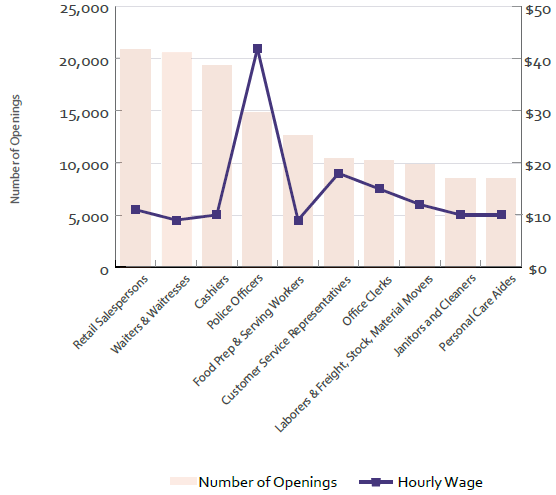 25,000
20,000
15,000
10,000
5,000
0
Number of Openings
$50
$40
$30
$20
$10
$0
Retail Salespersons
Waiters & Waitresses
Cashiers
Police Officers
Food Prep & Serving Workers
Customer Service Representatives
Office Clerks
Laborers & Freight, Stock, Material Movers
Janitors and Cleaners
Personal Care Aides
Number of Openings
Hourly Wage